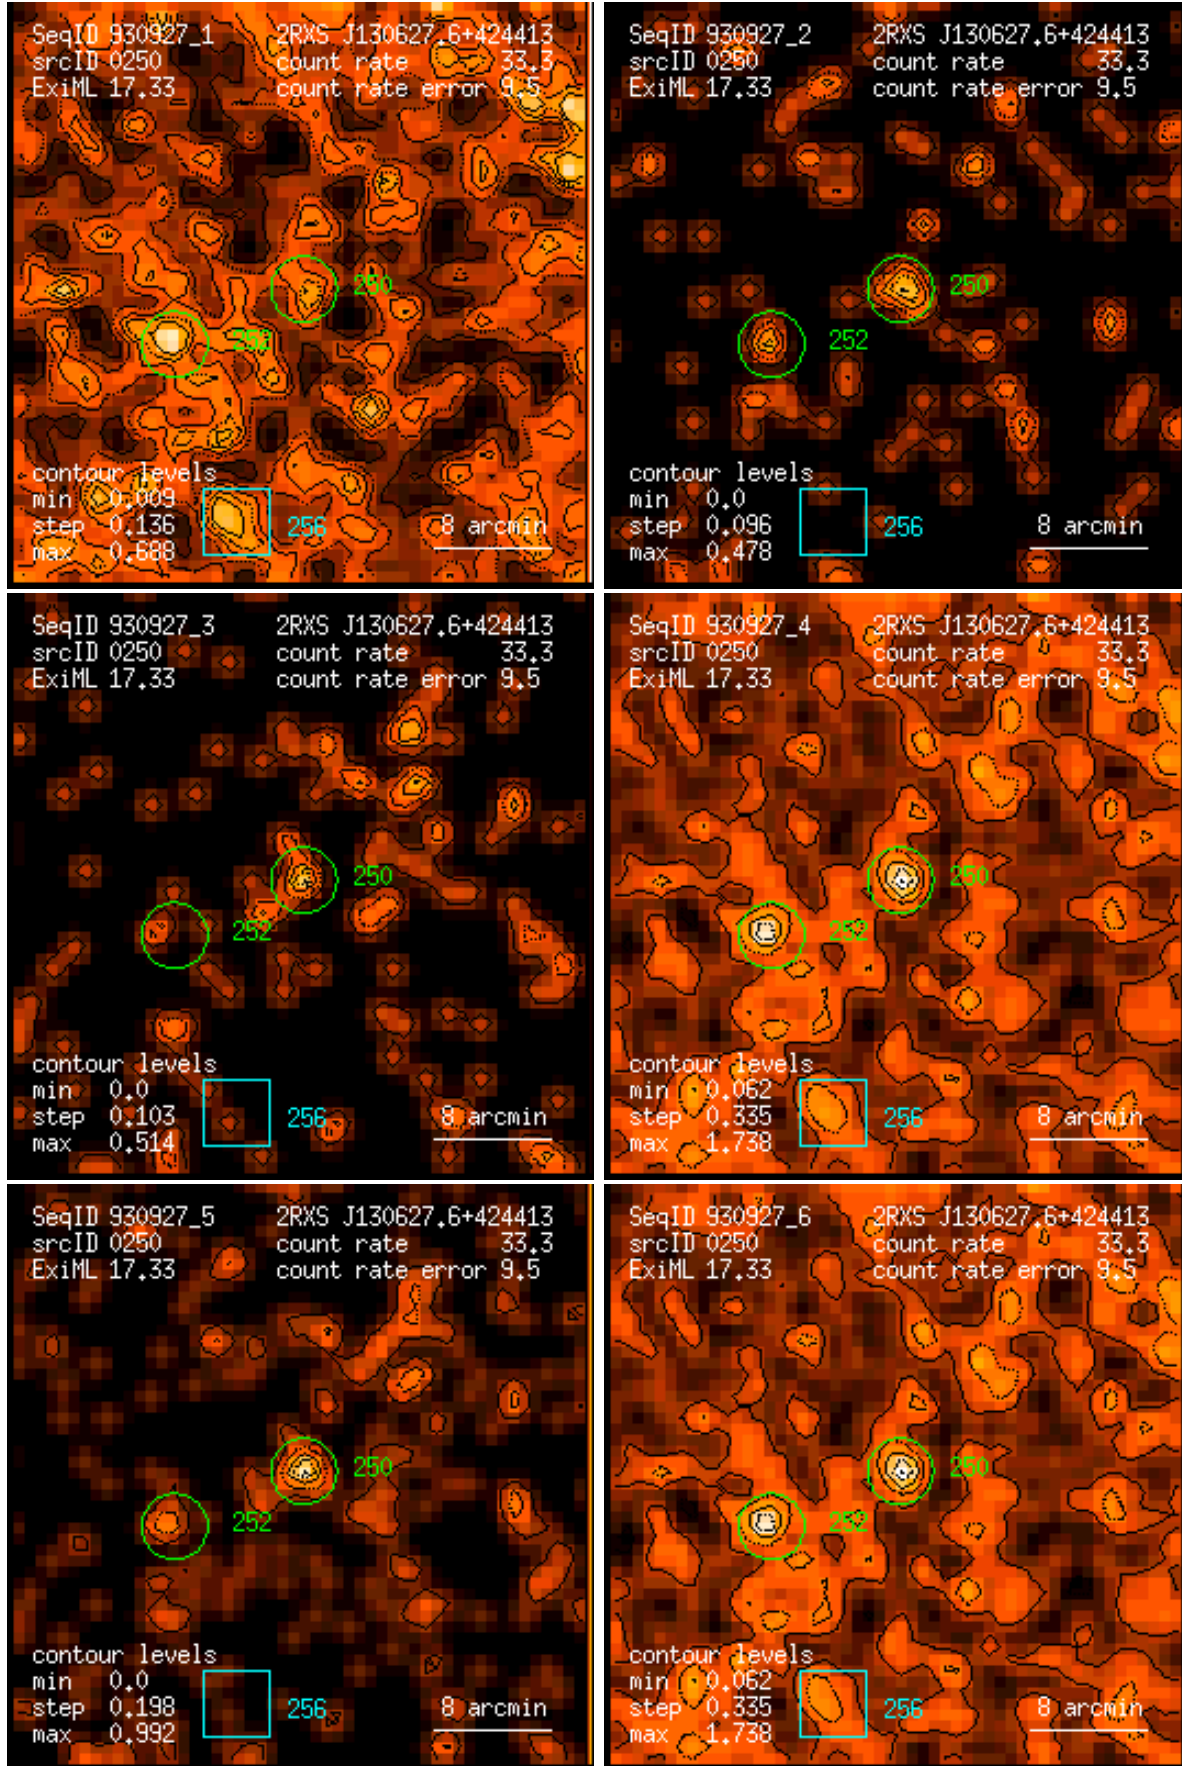 SeqID 930927_1 2RXS J130627.6+424413
srcID 0250 count rate 33.3
ExiML 17.33 count rate error 9.5
250
252
contour levels
min 0.009
step 0.136 256 8 arcmin
max 0.688
SeqID 930927_2 2RXS J130627.6+424413
srcID 0250 count rate 33.3
ExiML 17.33 count rate error 9.5
250
252
contour levels
min 0.0
step 0.096 256 8 arcmin
max 0.478
SeqID 930927_3 2RXS J130627.6+424413
srcID 0250 count rate 33.3
ExiML 17.33 count rate error 9.5
250
252
contour levels
min 0.0
step 0.103 256 8 arcmin
max 0.514
SeqID 930927_4 2RXS J130627.6+424413
srcID 0250 count rate 33.3
ExiML 17.33 count rate error 9.5
250
252
contour levels
min 0.062
step 0.335 256 8 arcmin
max 1.738
SeqID 930927_5 2RXS J130627.6+424413
srcID 0250 count rate 33.3
ExiML 17.33 count rate error 9.5
250
252
contour levels
min 0.0
step 0.198 256 8 arcmin
max 0.992
SeqID 930927_6 2RXS J130627.6+424413
srcID 0250 count rate 33.3
ExiML 17.33 count rate error 9.5
250
252
contour levels
min 0.062
step 0.335 256 8 arcmin
max 1.738